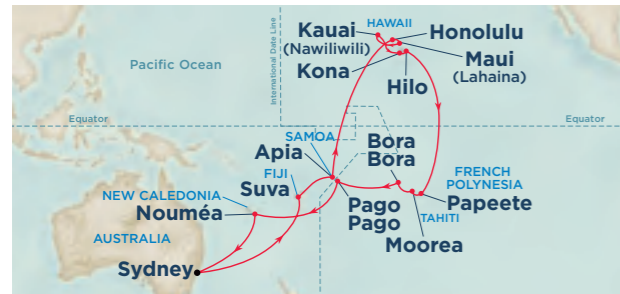 Kauai
(Nawiliwili)
HAWAII
Honolulu
Maui
(Lahaina)
Kona
Hilo
Pacific Ocean
International Date Line
Equator
Equator
SAMOA
Apia
FIJI
Suva
Bora
Bora
FRENCH
POLYNESIA
Papeete
TAHITI
Moorea
Pago
Pago
NEW CALEDONIA
Nouméa
AUSTRALIA
Sydney